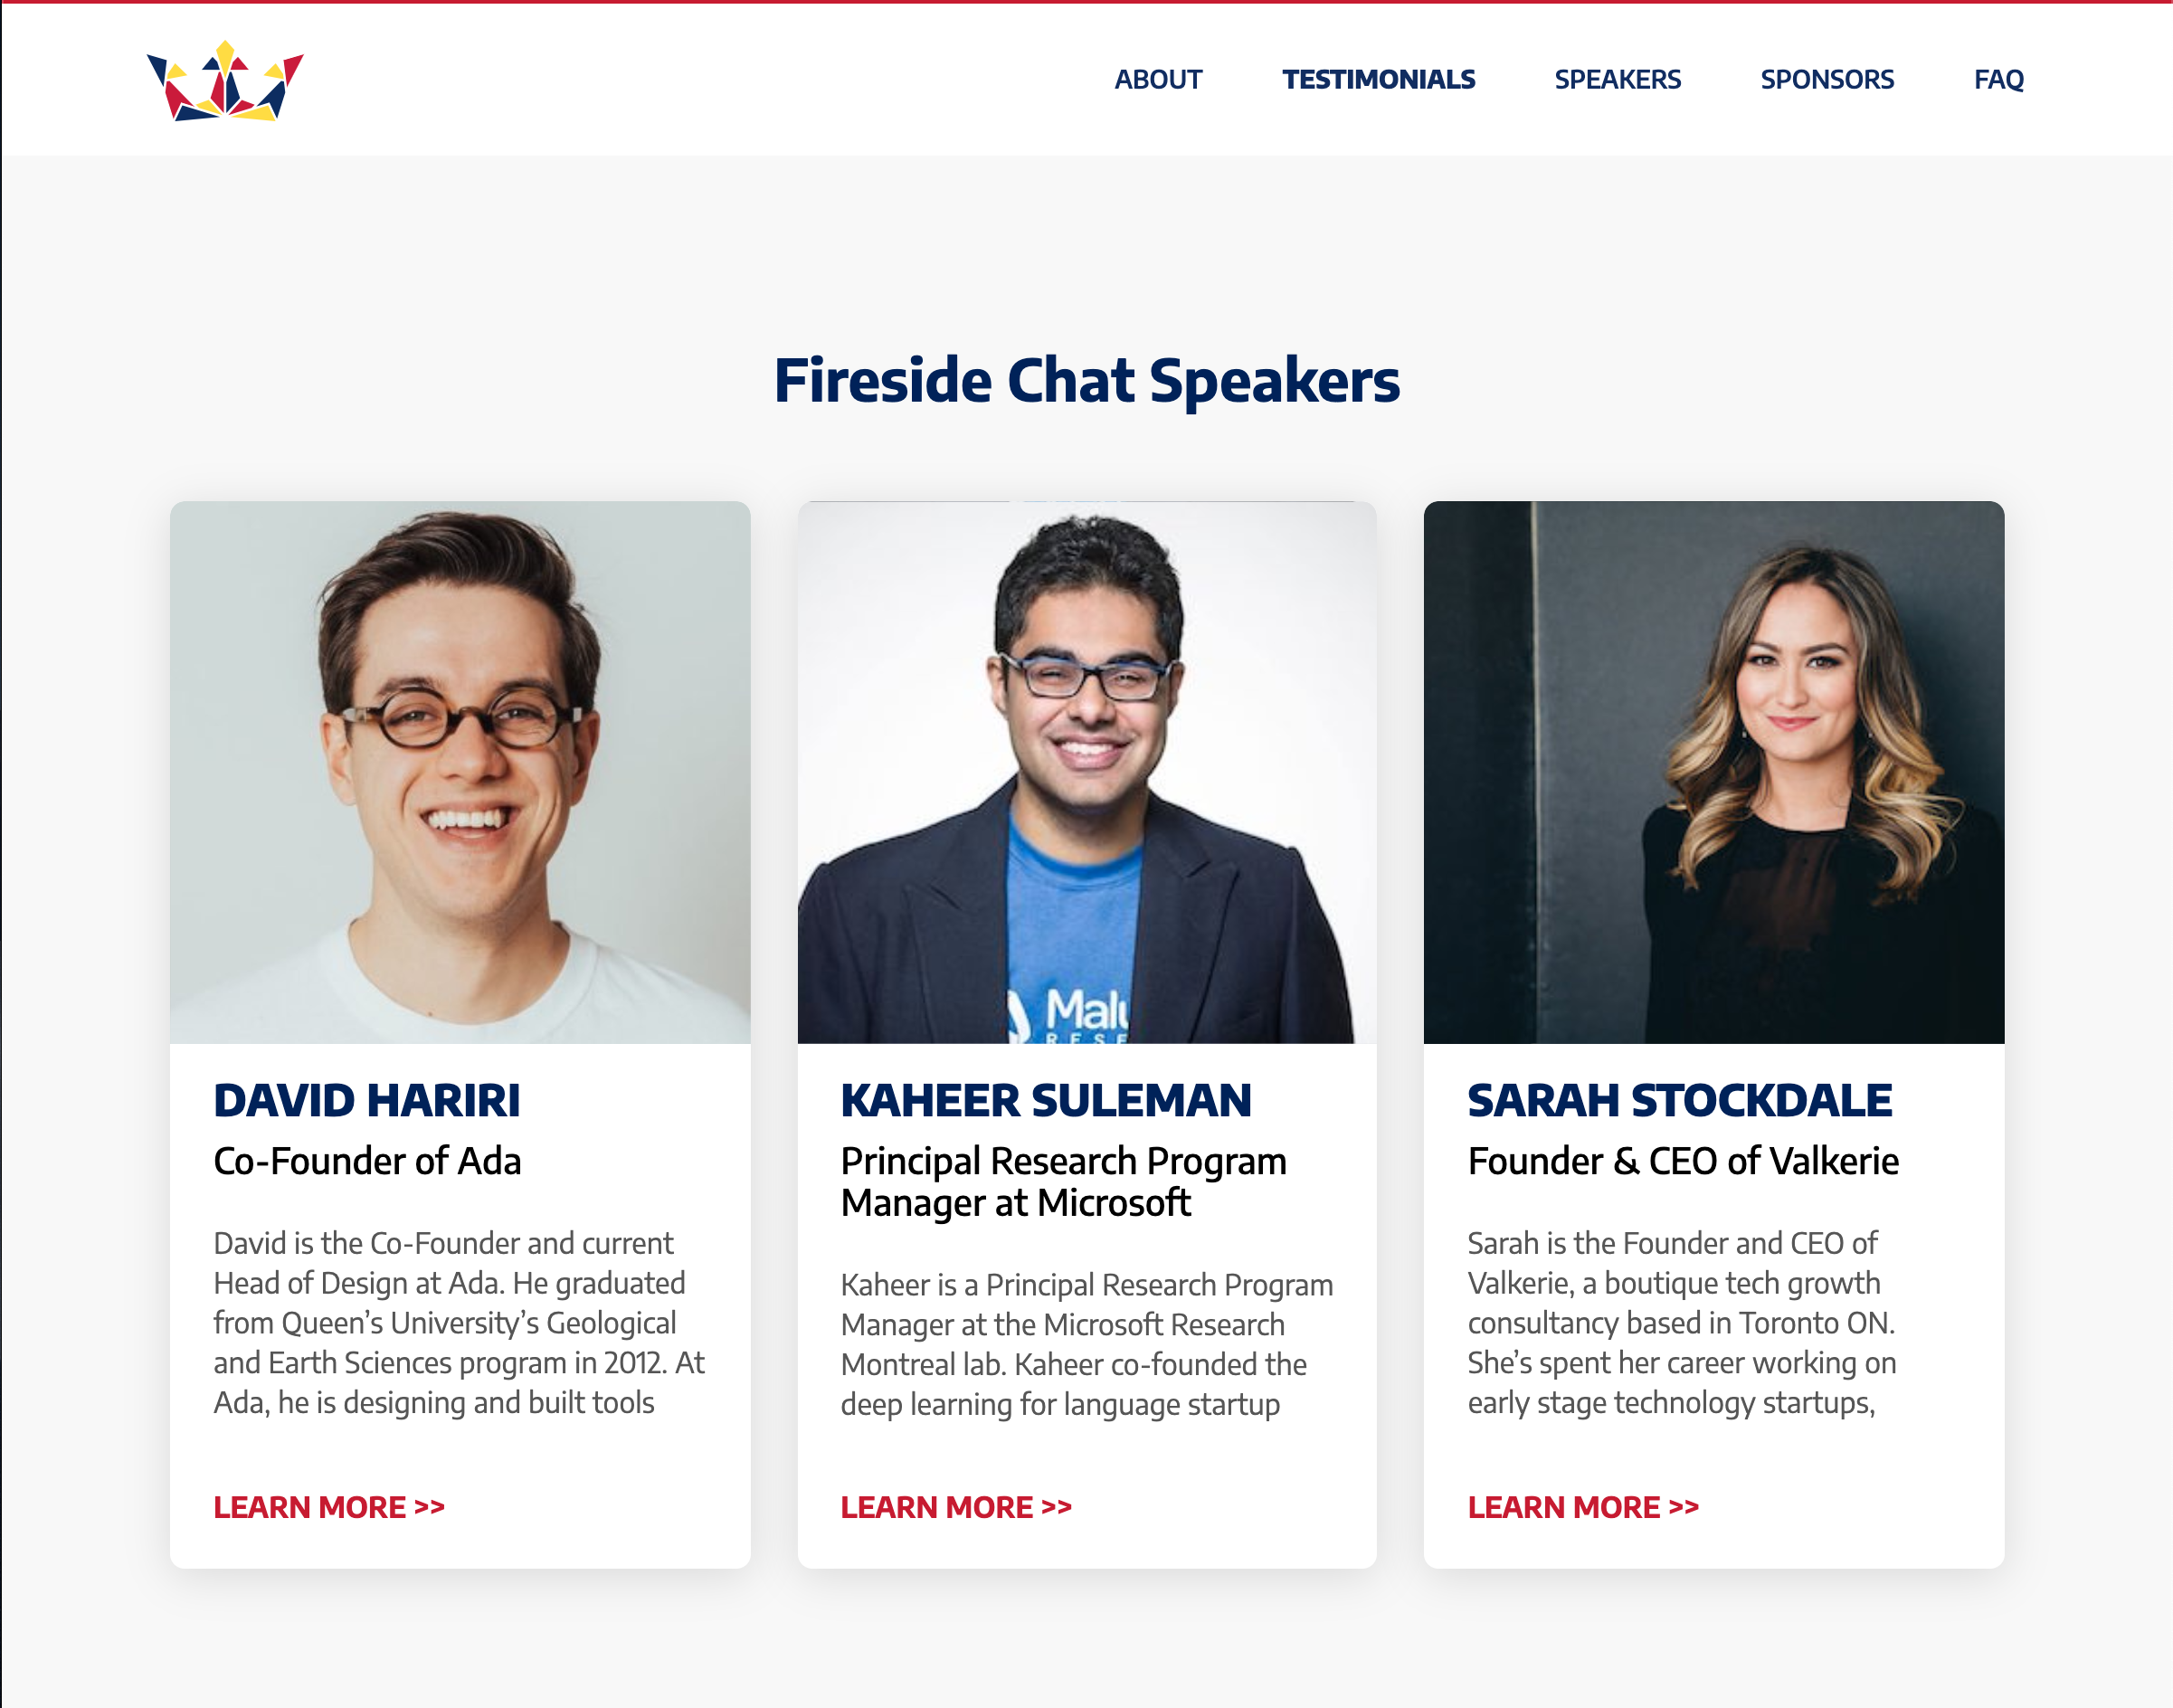 ABOUT TESTIMONIALS SPEAKERS SPONSORS FAQ
Fireside Chat Speakers
Malu
RESE
DAVID HARIRI
Co-Founder of Ada
David is the Co-Founder and current
Head of Design at Ada. He graduated
from Queen’s University’s Geological
and Earth Sciences program in 2012. At
Ada, he is designing and built tools
LEARN MORE >>
KAHEER SULEMAN
Principal Research Program
Manager at Microsoft
Kaheer is a Principal Research Program
Manager at the Microsoft Research
Montreal lab. Kaheer co-founded the
deep learning for language startup
LEARN MORE >>
SARAH STOCKDALE
Founder & CEO of Valkerie
Sarah is the Founder and CEO of
Valkerie, a boutique tech growth
consultancy based in Toronto ON.
She’s spent her career working on
early stage technology startups,
LEARN MORE >>